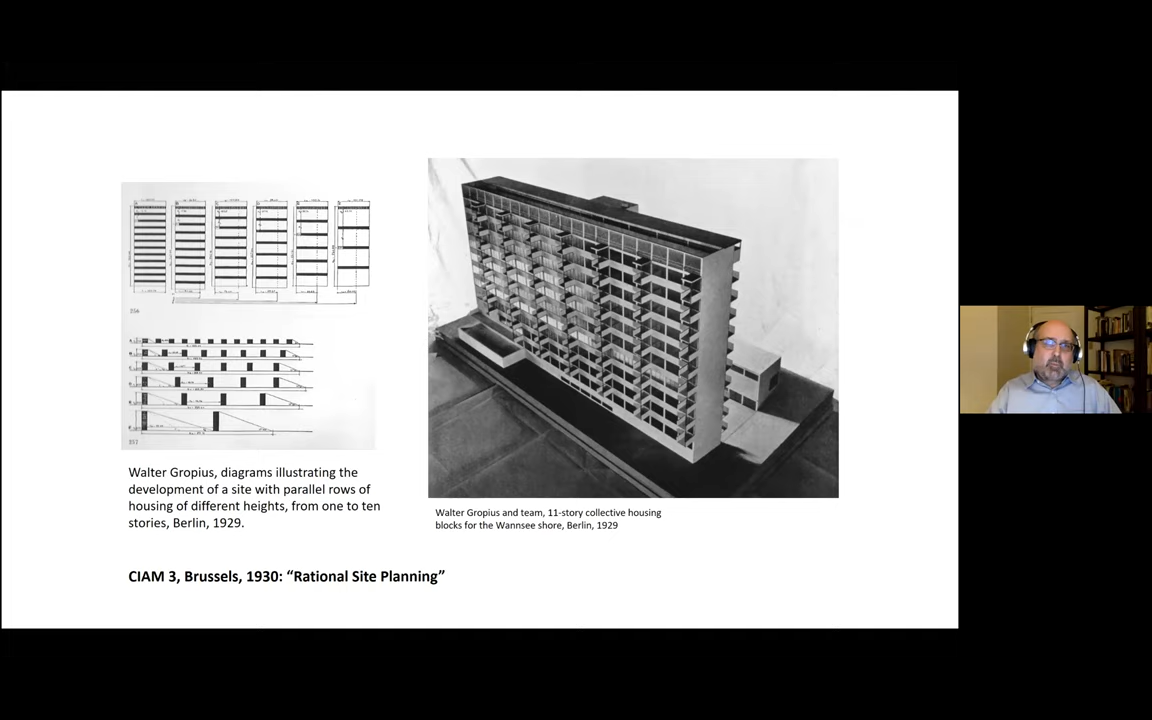 256
257
Walter Gropius, diagrams illustrating the
development of a site with parallel rows of
housing of different heights, from one to ten
stories, Berlin, 1929.
Walter Gropius and team, 11-story collective housing
blocks for the Wannsee shore, Berlin, 1929
CIAM 3, Brussels, 1930: “Rational Site Planning”